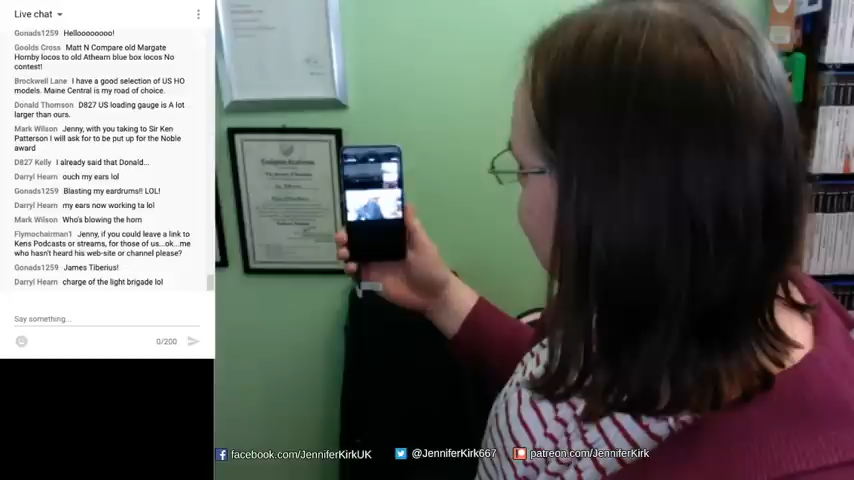 Live chat
Gonads1259 Hellooooooo!
Goolds Cross Matt N Compare old Margate
Hornby locos to old Athearn blue box locos No
contest!
Brockwell Lane I have a good selection of US HO
models. Maine Central is my road of choice.
Donald Thomson D827 US loading gauge is A lot
larger than ours.
Mark Wilson Jenny, with you taking to Sir Ken
Patterson I will ask for to be put up for the Noble
award
D827 Kelly I already said that Donald...
Darryl Hearn ouch my ears lol
Gonads1259 Blasting my eardrums!! LOL!
Darryl Hearn my ears now working ta lol
Mark Wilson Who's blowing the horn
Flymochairman1 Jenny, if you could leave a link to
Kens Podcasts or streams, for those of us...ok...me
who hasn't heard his web-site or channel please?
Gonads1259 James Tiberius!
Darryl Hearn charge of the light brigade lol
Say something...
0/200
facebook.com/JenniferKirkUK
@JenniferKirk667
patreon.com/JenniferKirk